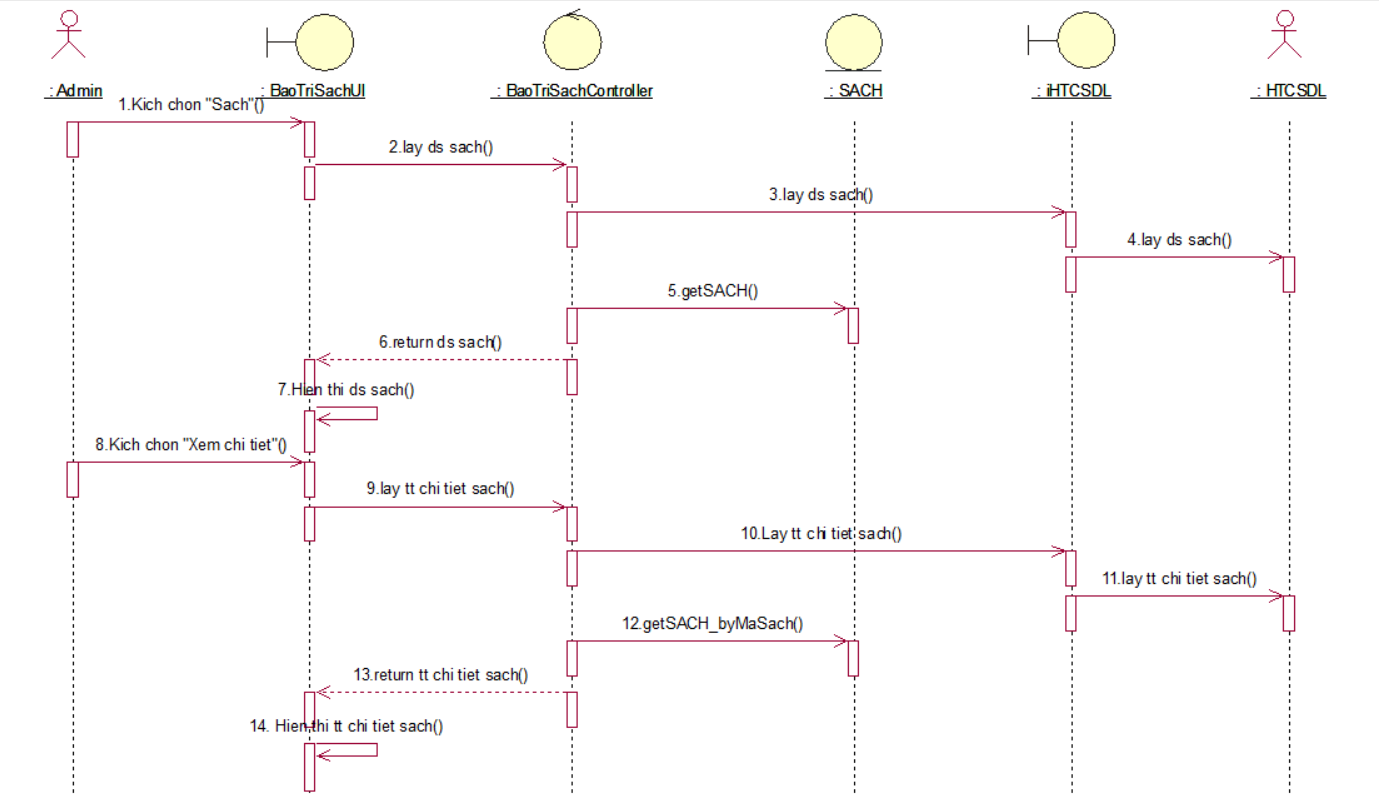 : Admin
: BaoTriSachUI
: BaoTriSachController
: SACH
: iHTCSDL
: HTCSDL
1.Kich chon "Sach"()
2.lay ds sach()
3.lay ds sach()
4.lay ds sach()
5.getSACH()
6.return ds sach()
7.Hien thi ds sach()
8.Kich chon "Xem chi tiet"()
9.lay tt chi tiet sach()
10.Lay tt chi tiet sach()
11.lay tt chi tiet sach()
12.getSACH_byMaSach()
13.return tt chi tiet sach()
14. Hien thi tt chi tiet sach()